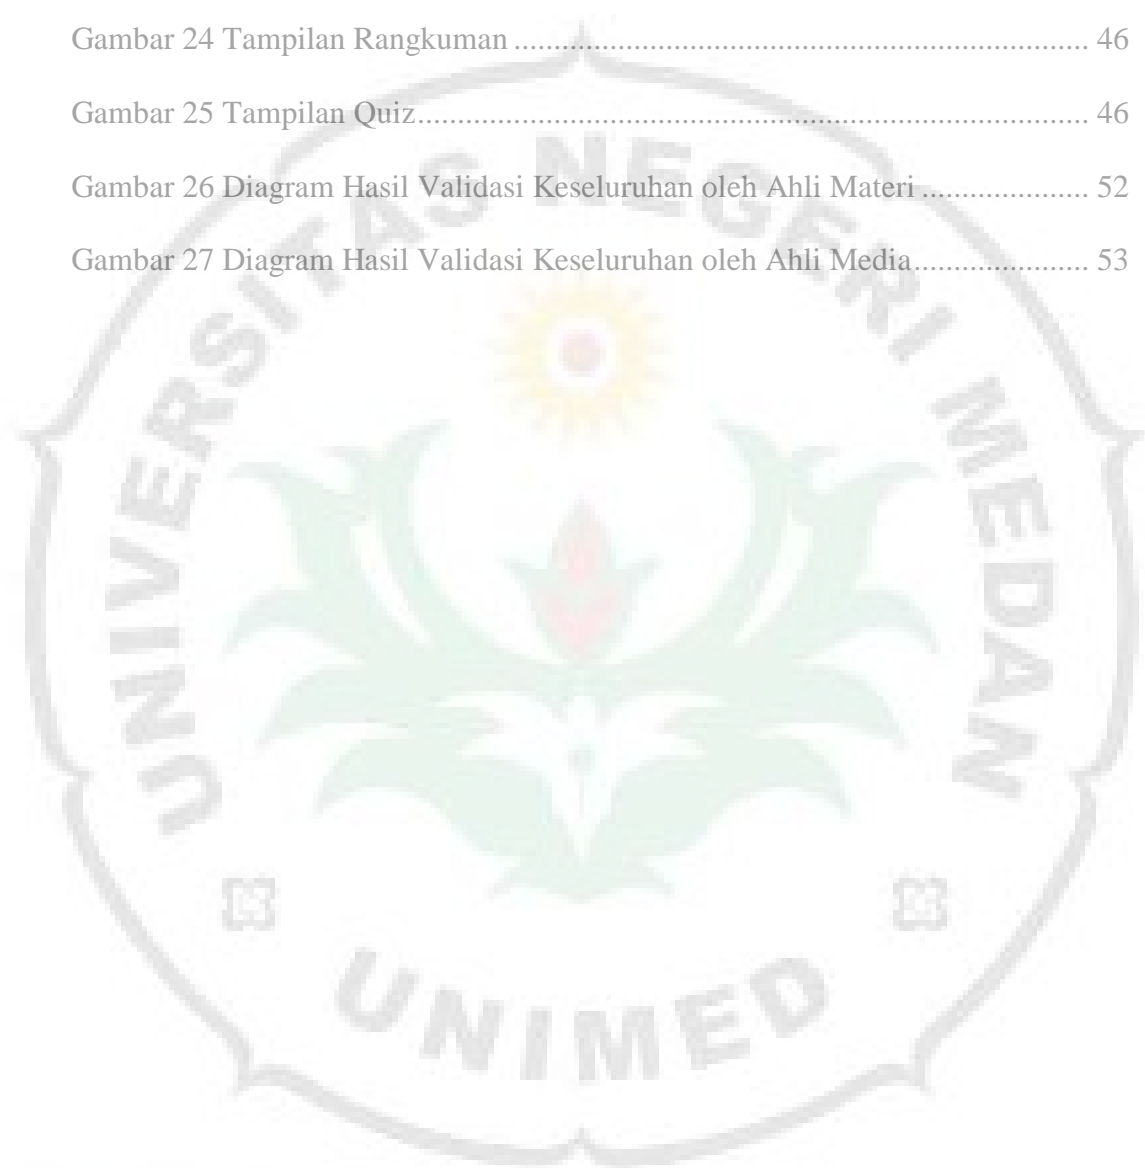 Gambar 24 Tampilan Rangkuman ........................................................................ 46
Gambar 25 Tampilan Quiz .................................................................................... 46
Gambar 26 Diagram Hasil Validasi Keseluruhan oleh Ahli Materi ..................... 52
Gambar 27 Diagram Hasil Validasi Keseluruhan oleh Ahli Media ...................... 53
UNIVERSITAS NEGERI MEDAN
UNIMED